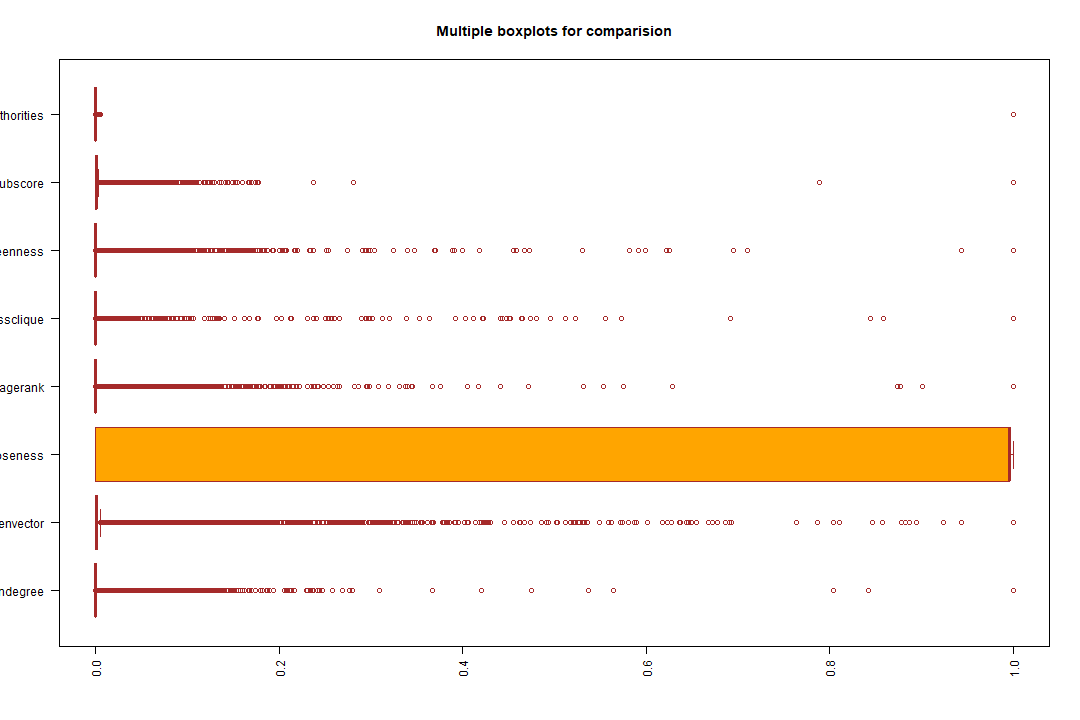 Multiple boxplots for comparision
thorities
ubscore
eenness
ssclique
agerank
oseness
envector
ndegree
0.0 0.2 0.4 0.6 0.8 1.0